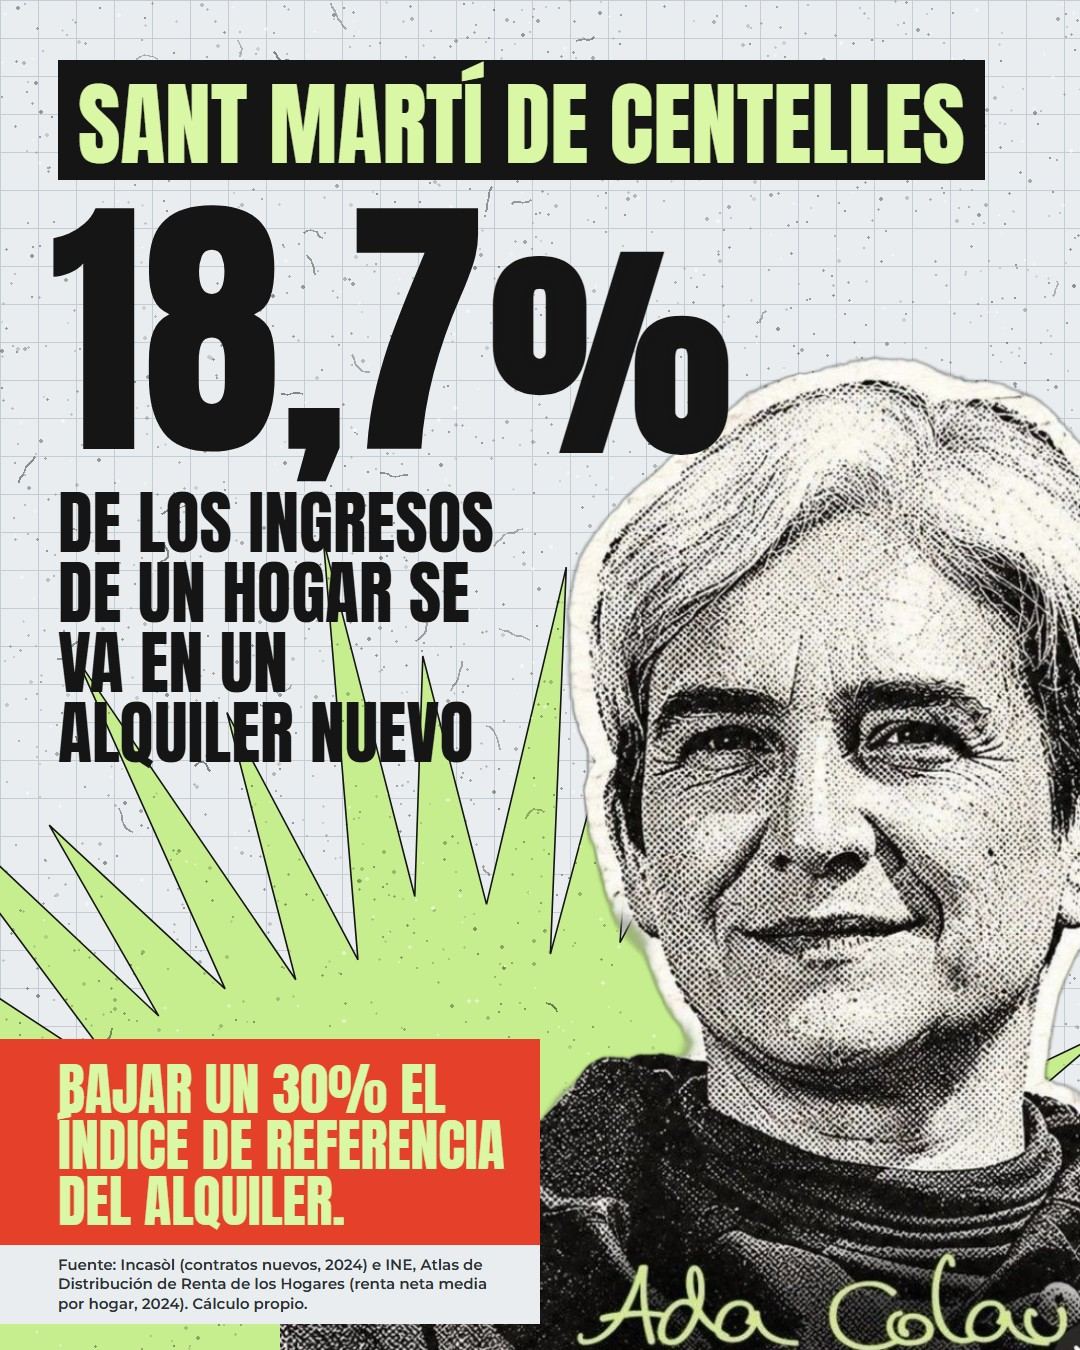 SANT MARTÍ DE CENTELLES
18,7%
DE LOS INGRESOS
DE UN HOGAR SE
VA EN UN
ALQUILER NUEVO
BAJAR UN 30% EL
ÍNDICE DE REFERENCIA
DEL ALQUILER.
Fuente: Incasòl (contratos nuevos, 2024) e INE, Atlas de
Distribución de Renta de los Hogares (renta neta media
por hogar, 2024). Cálculo propio.
Ada Colau